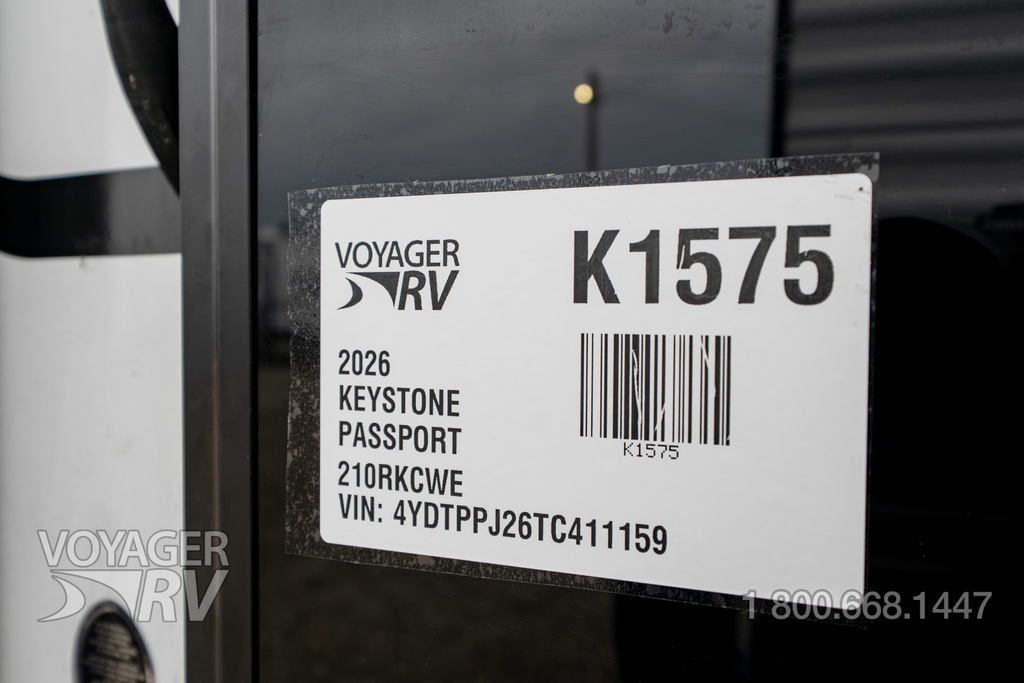 VOYAGER
RV
K1575
2026
KEYSTONE
PASSPORT
210RKCWE
VIN: 4YDTPPJ26TC411159
K1575
VOYAGER
RV
1 800.668.1447